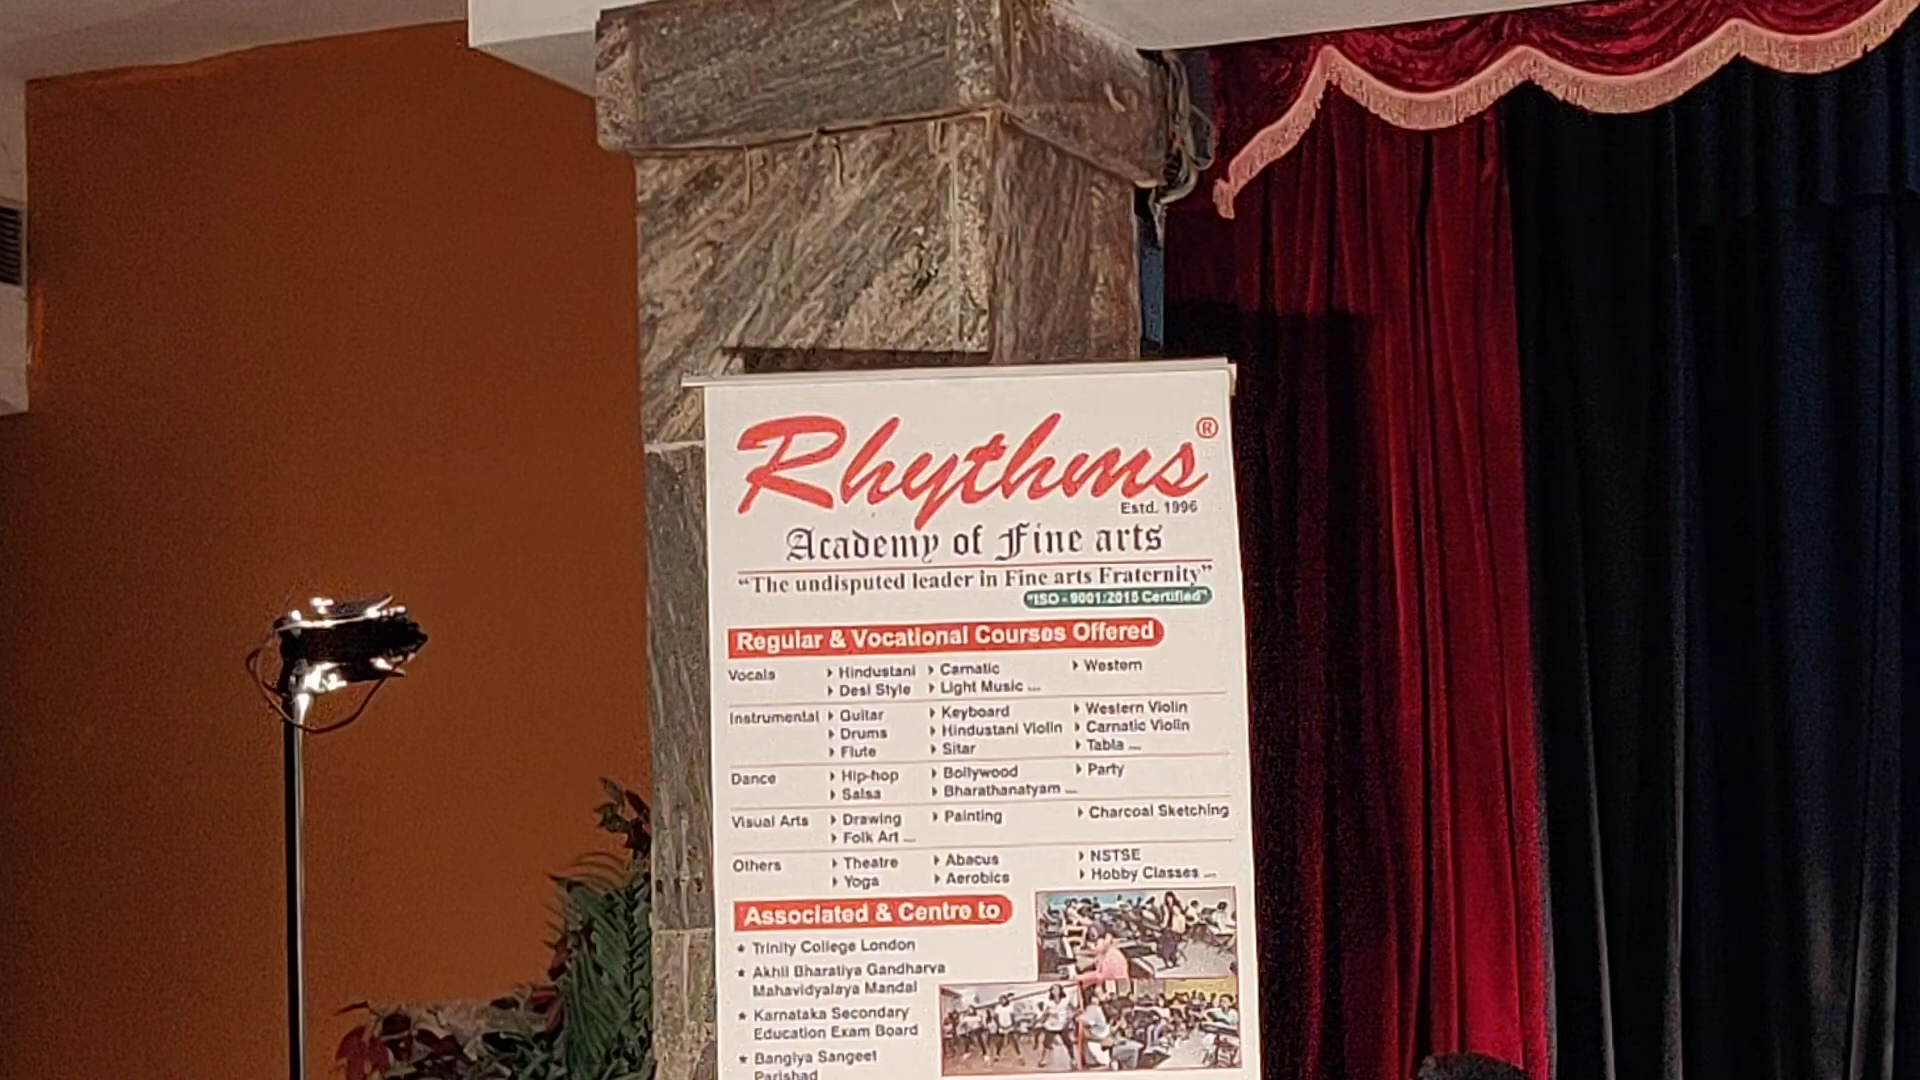 Rhythms®
Estd. 1996
Academy of Fine arts
"The undisputed leader in Fine arts Fraternity"
"ISO - 9001:2015 Certified"
Regular & Vocational Courses Offered
Vocals Hindustani Carnatic Western
Desi Style Light Music ...
Instrumental Guitar Keyboard Western Violin
Drums Hindustani Violin Carnatic Violin
Flute Sitar Tabla ...
Dance Hip-hop Bollywood Party
Salsa Bharathanatyam ...
Visual Arts Drawing Painting Charcoal Sketching
Folk Art ...
Others Theatre Abacus NSTSE
Yoga Aerobics Hobby Classes ...
Associated & Centre to
★ Trinity College London
★ Akhil Bharatiya Gandharva
Mahavidyalaya Mandal
★ Karnataka Secondary
Education Exam Board
★ Bangiya Sangeet
Parishad